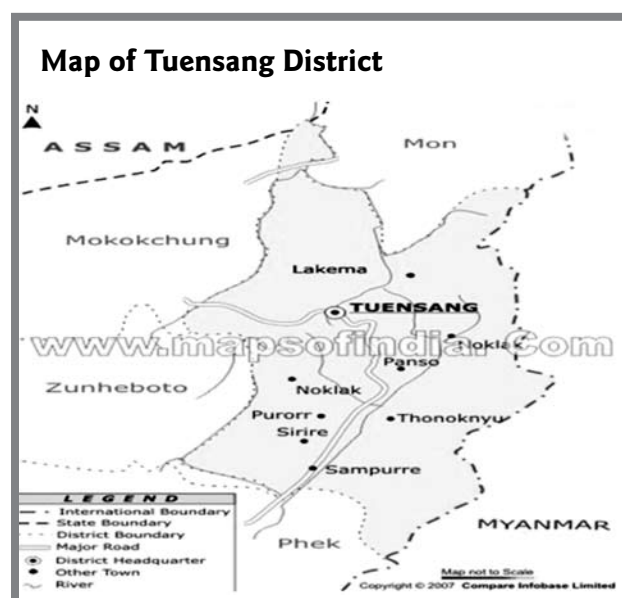 Map of Tuensang District
N
ASSAM
Mon
Mokokchung
Lakema
TUENSANG
www.mapsofindia.com
Noklak
Panso
Zunheboto
Noklak
Purorr
Thonoknyu
Sirire
Sampurre
LEGEND
International Boundary
State Boundary
District Boundary
Major Road
District Headquarter
Other Town
River
Phek
MYANMAR
Map not to Scale
Copyright © 2007 Compare Infobase Limited